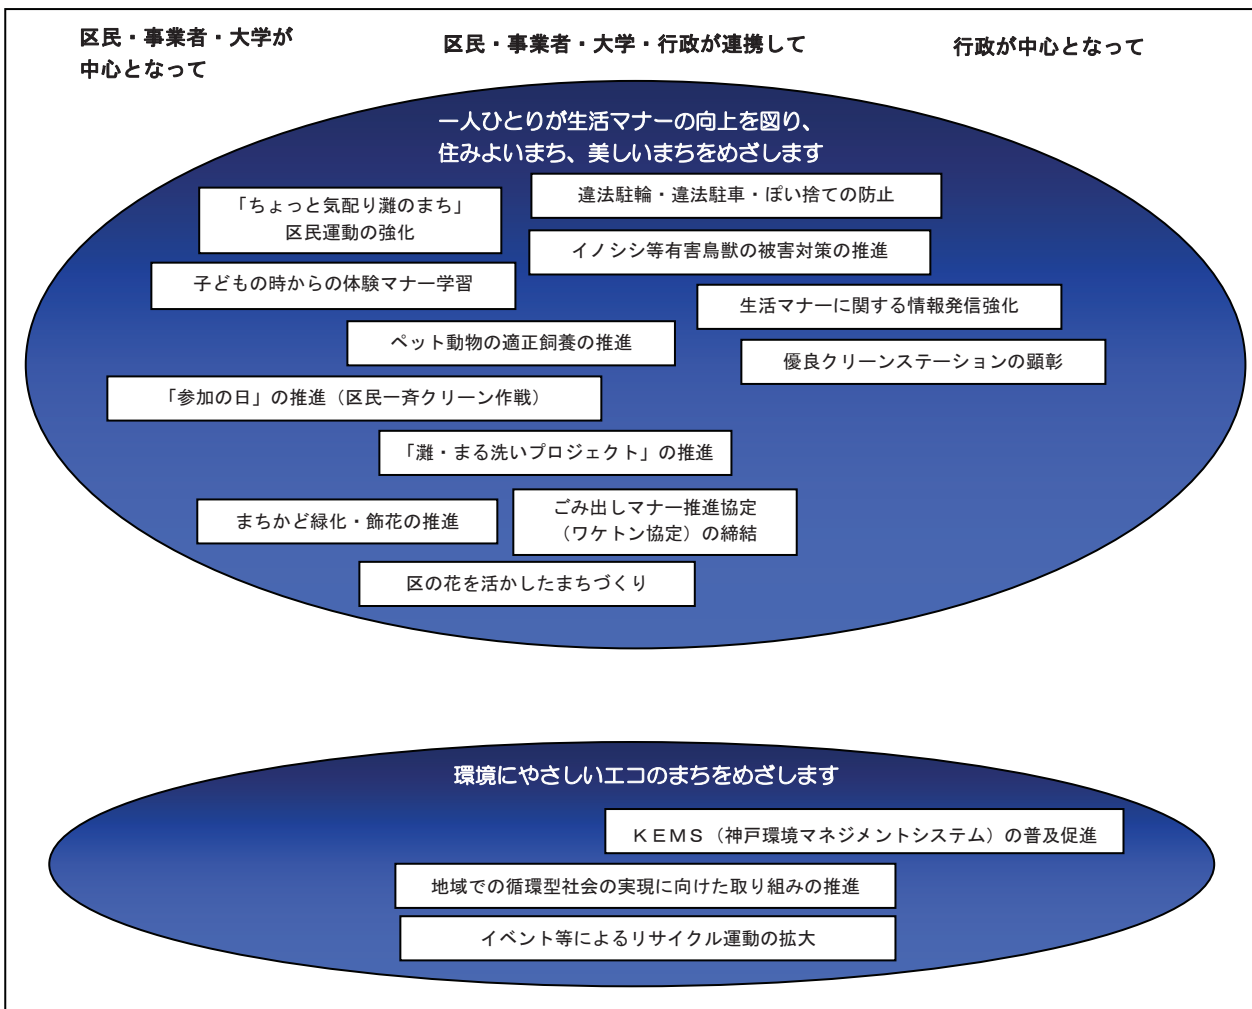 区民・事業者・大学が
中心となって
区民・事業者・大学・行政が連携して
行政が中心となって
一人ひとりが生活マナーの向上を図り、
住みよいまち、美しいまちをめざします
「ちょっと気配り灘のまち」
区民運動の強化
違法駐輪・違法駐車・ぽい捨ての防止
イノシシ等有害鳥獣の被害対策の推進
子どもの時からの体験マナー学習
生活マナーに関する情報発信強化
ペット動物の適正飼養の推進
優良クリーンステーションの顕彰
「参加の日」の推進（区民一斉クリーン作戦）
「灘・まる洗いプロジェクト」の推進
まちかど緑化・飾花の推進
ごみ出しマナー推進協定
（ワケトン協定）の締結
区の花を活かしたまちづくり
環境にやさしいエコのまちをめざします
ＫＥＭＳ（神戸環境マネジメントシステム）の普及促進
地域での循環型社会の実現に向けた取り組みの推進
イベント等によるリサイクル運動の拡大